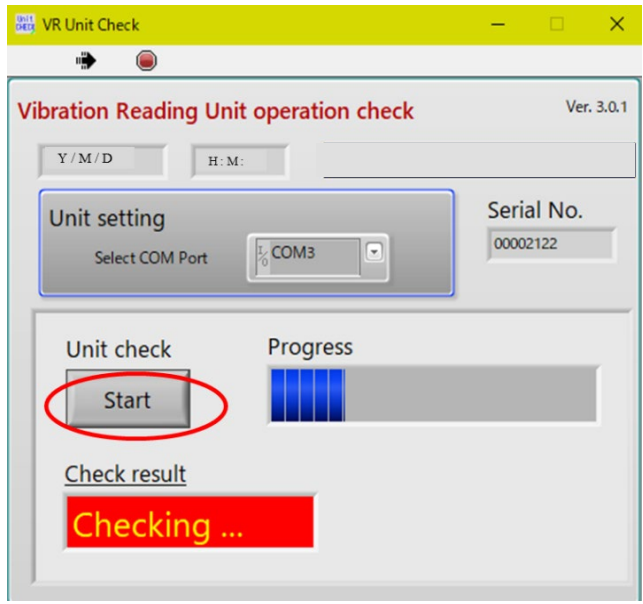 VR Unit Check
Vibration Reading Unit operation check
Ver. 3.0.1
Y / M / D
H : M :
Unit setting
Select COM Port
COM3
Serial No.
00002122
Unit check
Start
Progress
Check result
Checking ...